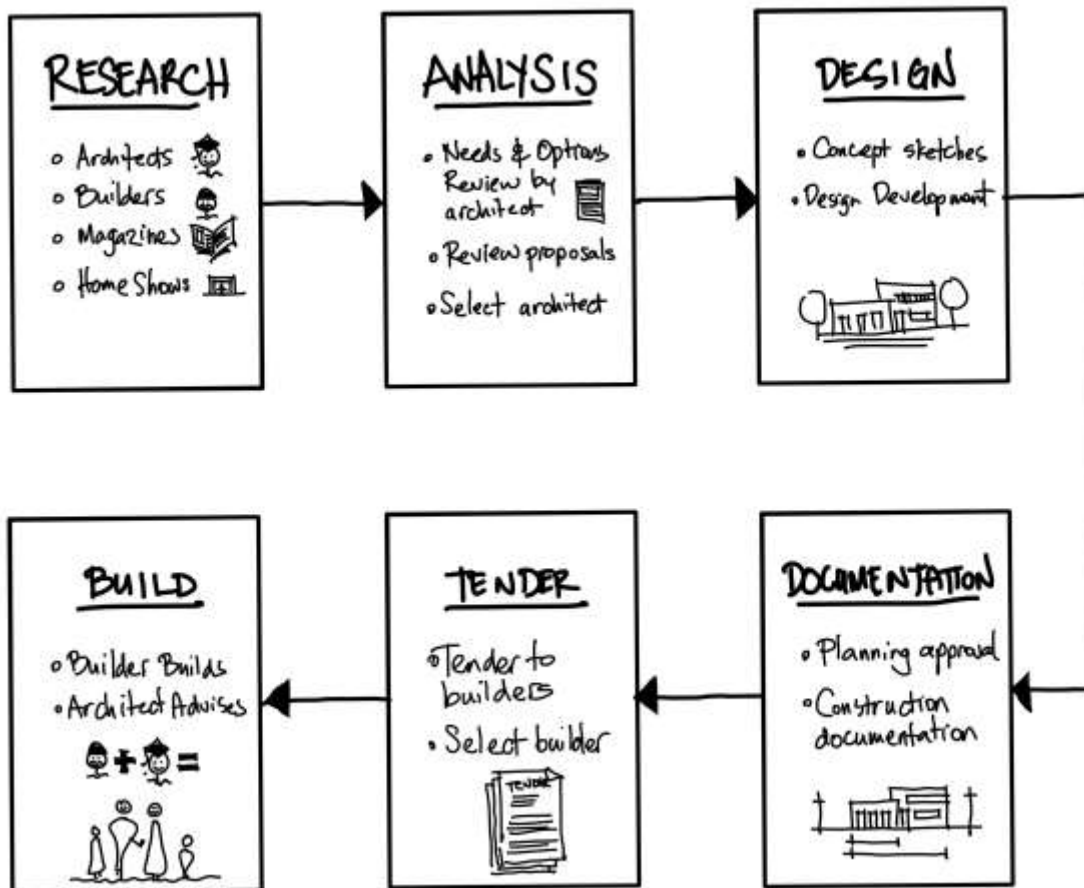 RESEARCH
Architects
Builders
Magazines
Home Shows
ANALYSIS
Needs & Options
Review by
architect
Review proposals
Select architect
DESIGN
Concept sketches
Design Development
DOCUMENTATION
Planning approval
Construction
documentation
TENDER
Tender to
builders
Select builder
TENDER
BUILD
Builder Builds
Architect Advises
+ =